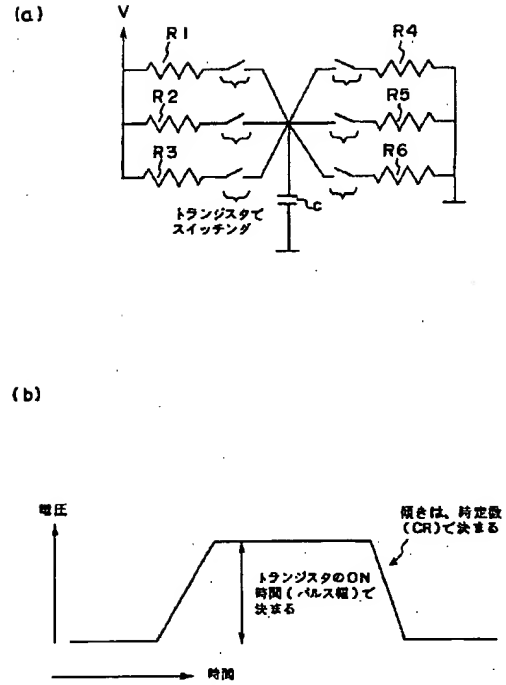 (a)
V
R1
R4
R2
R5
R3
R6
トランジスタで
スイッチンダ
C
(b)
電圧
傾きは、時定数
(CR)で決まる
トランジスタのON
時間(パルス幅)で
決まる
時間